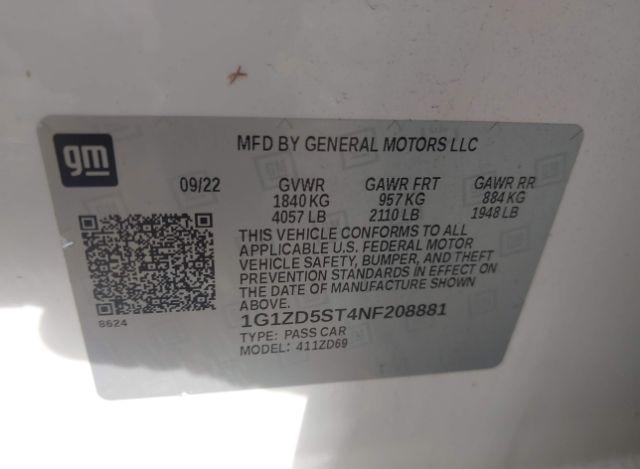 gm
MFD BY GENERAL MOTORS LLC
09/22 GVWR GAWR FRT GAWR RR
1840 KG 957 KG 884 KG
4057 LB 2110 LB 1948 LB
THIS VEHICLE CONFORMS TO ALL
APPLICABLE U.S. FEDERAL MOTOR
VEHICLE SAFETY, BUMPER, AND THEFT
PREVENTION STANDARDS IN EFFECT ON
THE DATE OF MANUFACTURE SHOWN
ABOVE.
8624
1G1ZD5ST4NF208881
TYPE: PASS CAR
MODEL: 411ZD69